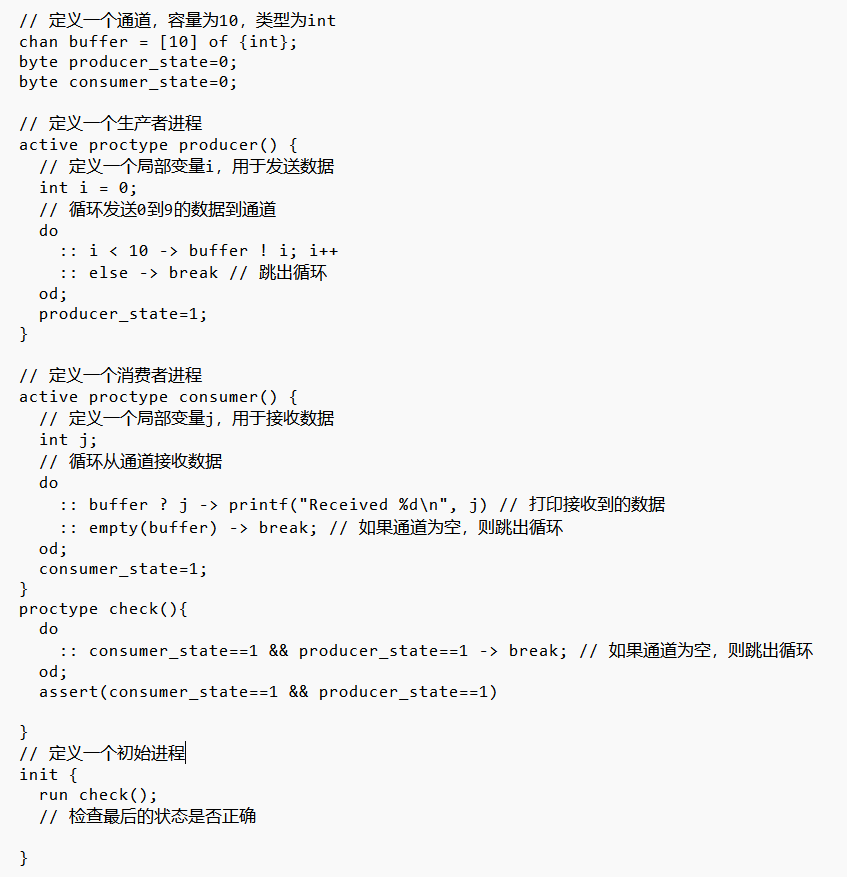 // 定义一个通道，容量为10，类型为int
chan buffer = [10] of {int};
byte producer_state=0;
byte consumer_state=0;

// 定义一个生产者进程
active proctype producer() {
  // 定义一个局部变量i，用于发送数据
  int i = 0;
  // 循环发送0到9的数据到通道
  do
    :: i < 10 -> buffer ! i; i++
    :: else -> break // 跳出循环
  od;
  producer_state=1;
}

// 定义一个消费者进程
active proctype consumer() {
  // 定义一个局部变量j，用于接收数据
  int j;
  // 循环从通道接收数据
  do
    :: buffer ? j -> printf("Received %d\n", j) // 打印接收到的数据
    :: empty(buffer) -> break; // 如果通道为空，则跳出循环
  od;
  consumer_state=1;
}
proctype check(){
  do
    :: consumer_state==1 && producer_state==1 -> break; // 如果通道为空，则跳出循环
  od;
  assert(consumer_state==1 && producer_state==1)

}
// 定义一个初始进程
init {
  run check();
  // 检查最后的状态是否正确

}